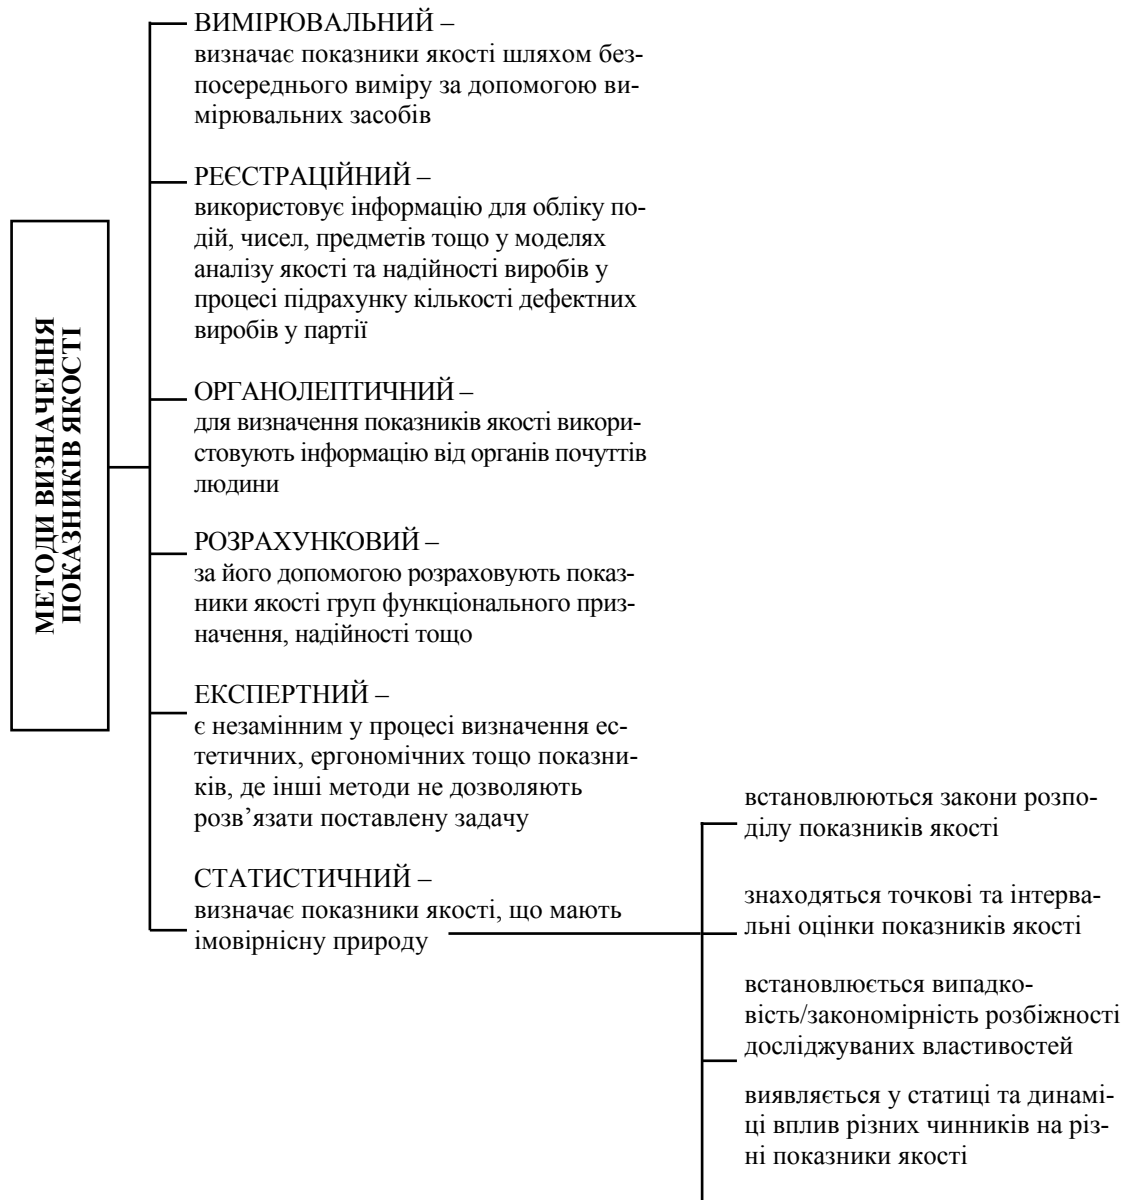 МЕТОДИ ВИЗНАЧЕННЯ
ПОКАЗНИКІВ ЯКОСТІ
ВИМІРЮВАЛЬНИЙ –
визначає показники якості шляхом без-
посереднього виміру за допомогою ви-
мірювальних засобів
РЕЄСТРАЦІЙНИЙ –
використовує інформацію для обліку по-
дій, чисел, предметів тощо у моделях
аналізу якості та надійності виробів у
процесі підрахунку кількості дефектних
виробів у партії
ОРГАНОЛЕПТИЧНИЙ –
для визначення показників якості викори-
стовують інформацію від органів почуттів
людини
РОЗРАХУНКОВИЙ –
за його допомогою розраховують показ-
ники якості груп функціонального приз-
начення, надійності тощо
ЕКСПЕРТНИЙ –
є незамінним у процесі визначення ес-
тетичних, ергономічних тощо показни-
ків, де інші методи не дозволяють
розв’язати поставлену задачу
СТАТИСТИЧНИЙ –
визначає показники якості, що мають
імовірнісну природу
встановлюються закони розпо-
ділу показників якості
знаходяться точкові та інтерва-
льні оцінки показників якості
встановлюється випадко-
вість/закономірність розбіжності
досліджуваних властивостей
виявляється у статиці та динамі-
ці вплив різних чинників на різ-
ні показники якості